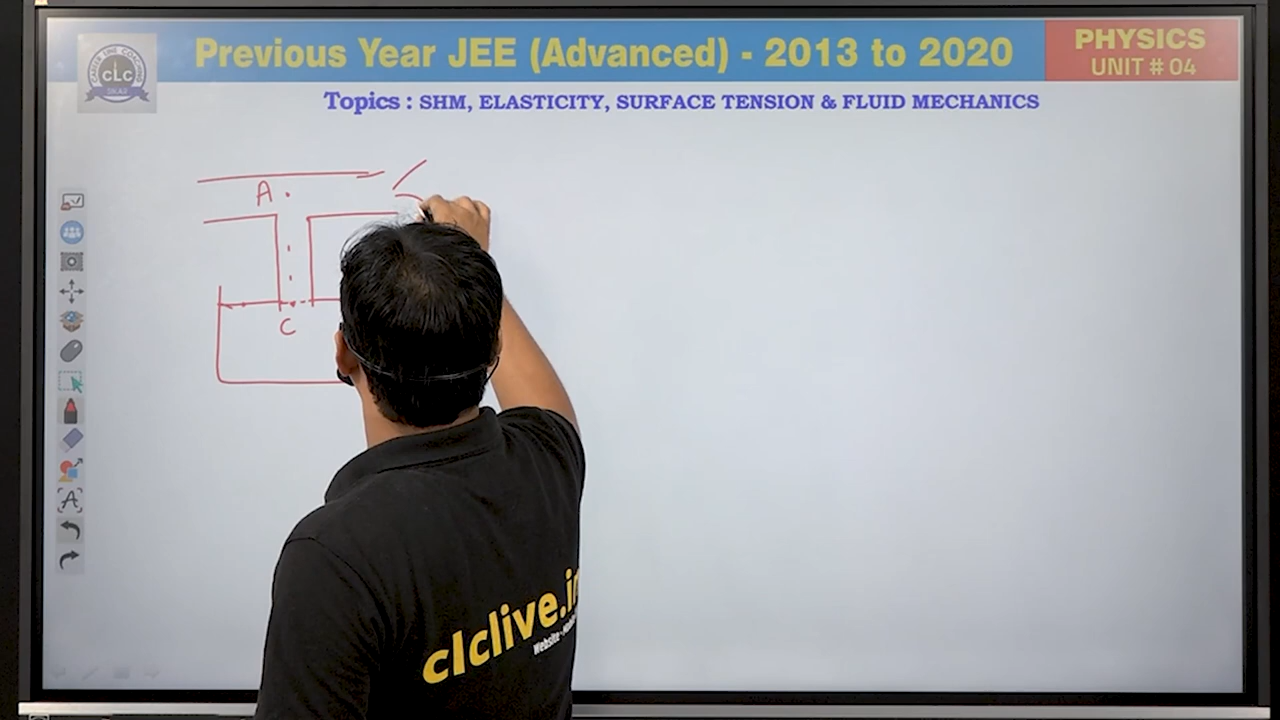 Previous Year JEE (Advanced) - 2013 to 2020
PHYSICS
UNIT # 04
CLC
Topics : SHM, ELASTICITY, SURFACE TENSION & FLUID MECHANICS
A
C
clclive.in